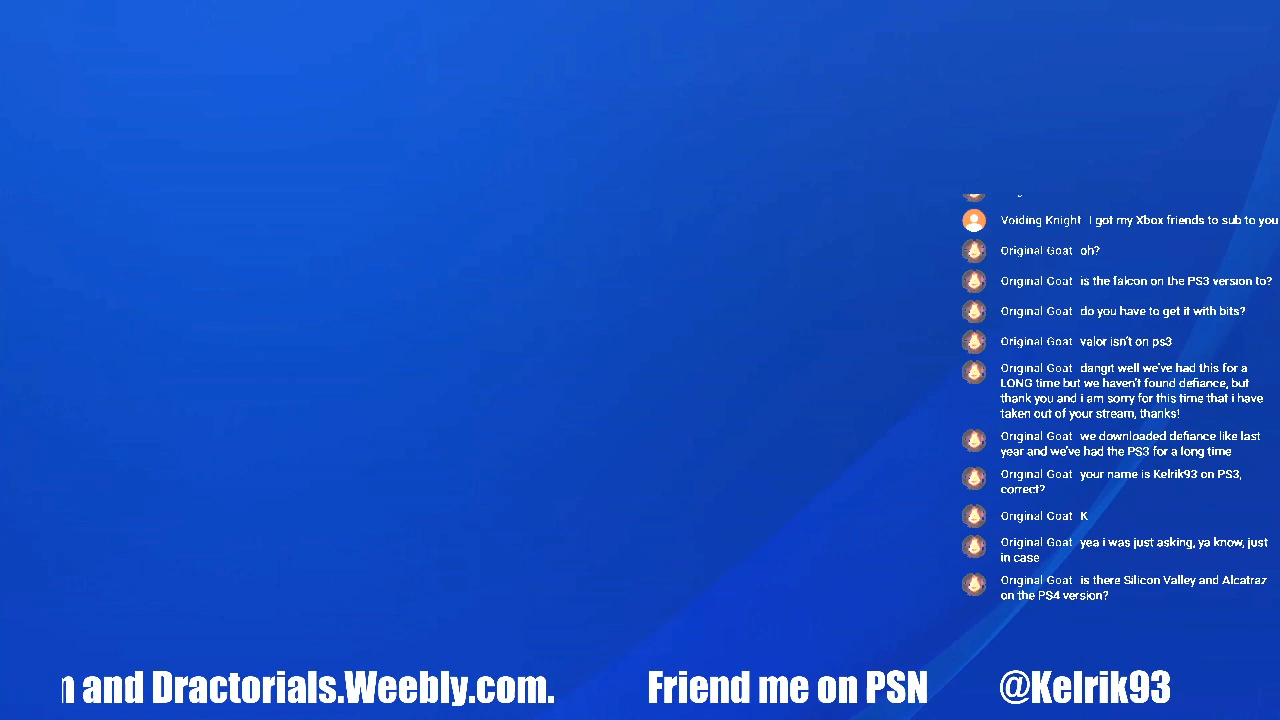 Voiding Knight I got my Xbox friends to sub to you
Original Goat oh?
Original Goat is the falcon on the PS3 version to?
Original Goat do you have to get it with bits?
Original Goat valor isn't on ps3
Original Goat dangit well we've had this for a
LONG time but we haven't found defiance, but
thank you and i am sorry for this time that i have
taken out of your stream, thanks!
Original Goat we downloaded defiance like last
year and we've had the PS3 for a long time
Original Goat your name is Kelrik93 on PS3,
correct?
Original Goat K
Original Goat yea i was just asking, ya know, just
in case
Original Goat is there Silicon Valley and Alcatraz
on the PS4 version?
and Dractorials.Weebly.com. Friend me on PSN @Kelrik93